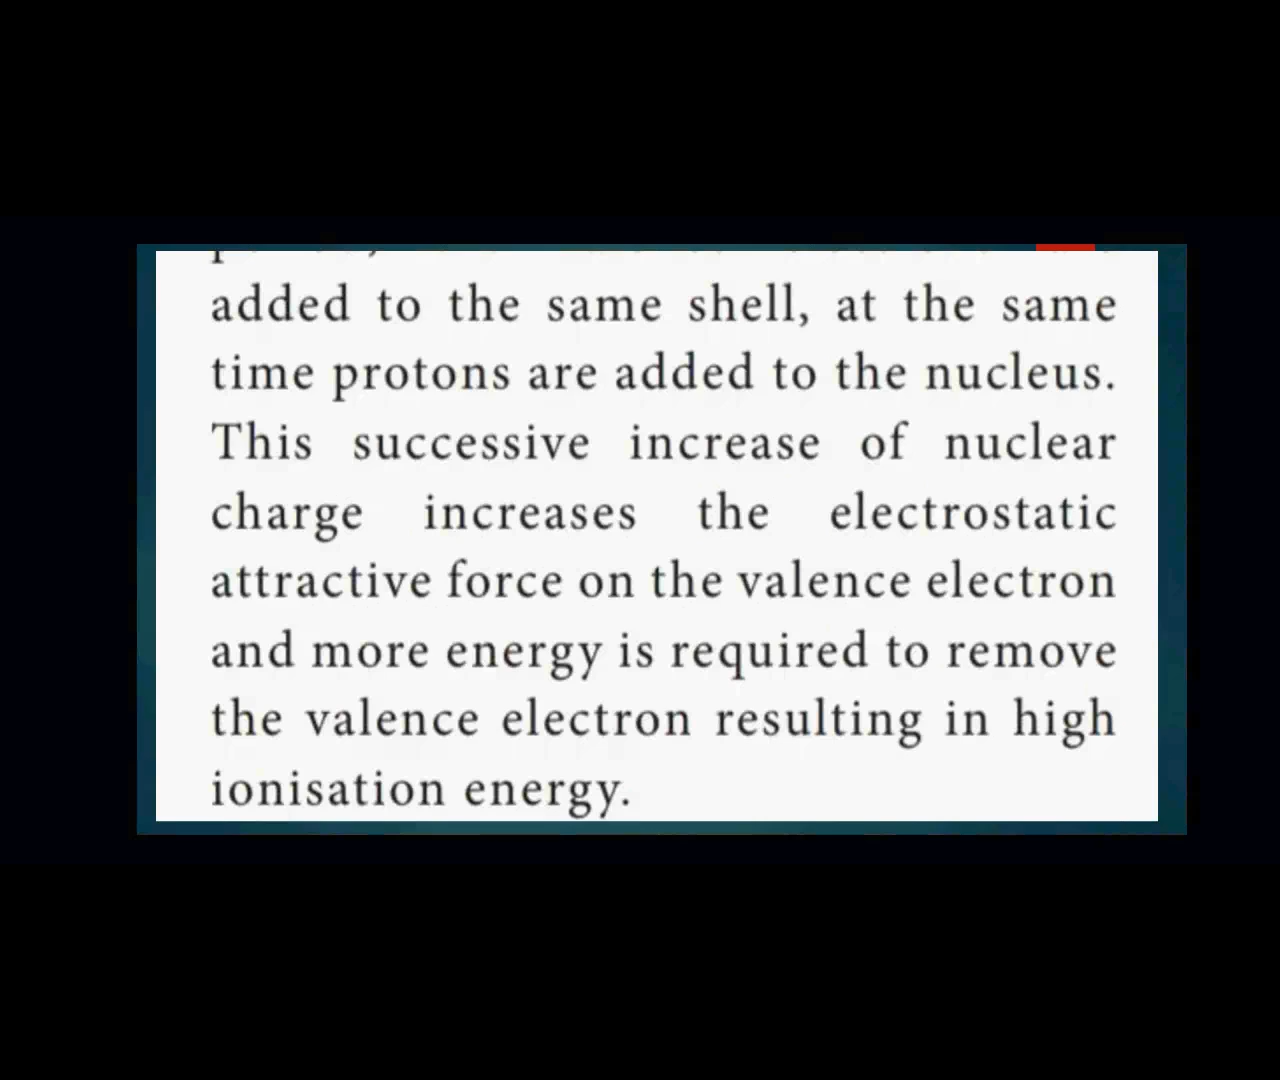 added to the same shell, at the same
time protons are added to the nucleus.
This successive increase of nuclear
charge increases the electrostatic
attractive force on the valence electron
and more energy is required to remove
the valence electron resulting in high
ionisation energy.